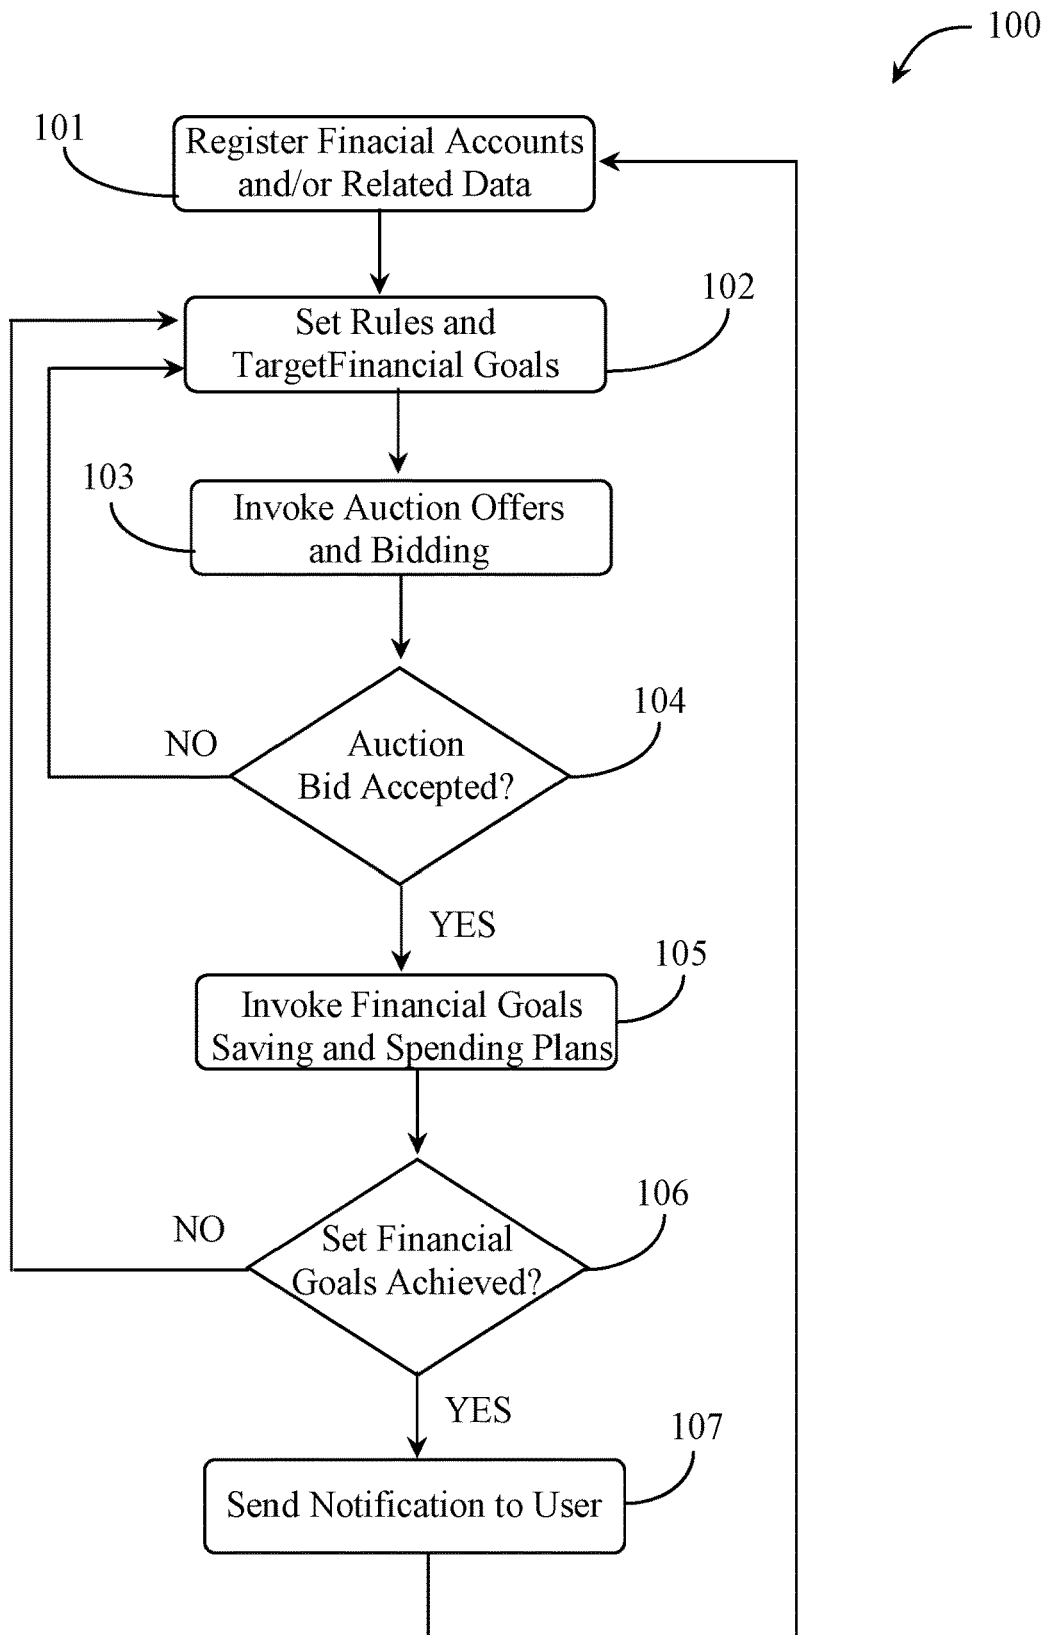 100
101
Register Finacial Accounts
and/or Related Data
102
Set Rules and
TargetFinancial Goals
103
Invoke Auction Offers
and Bidding
104
NO
Auction
Bid Accepted?
YES
105
Invoke Financial Goals
Saving and Spending Plans
106
NO
Set Financial
Goals Achieved?
YES
107
Send Notification to User